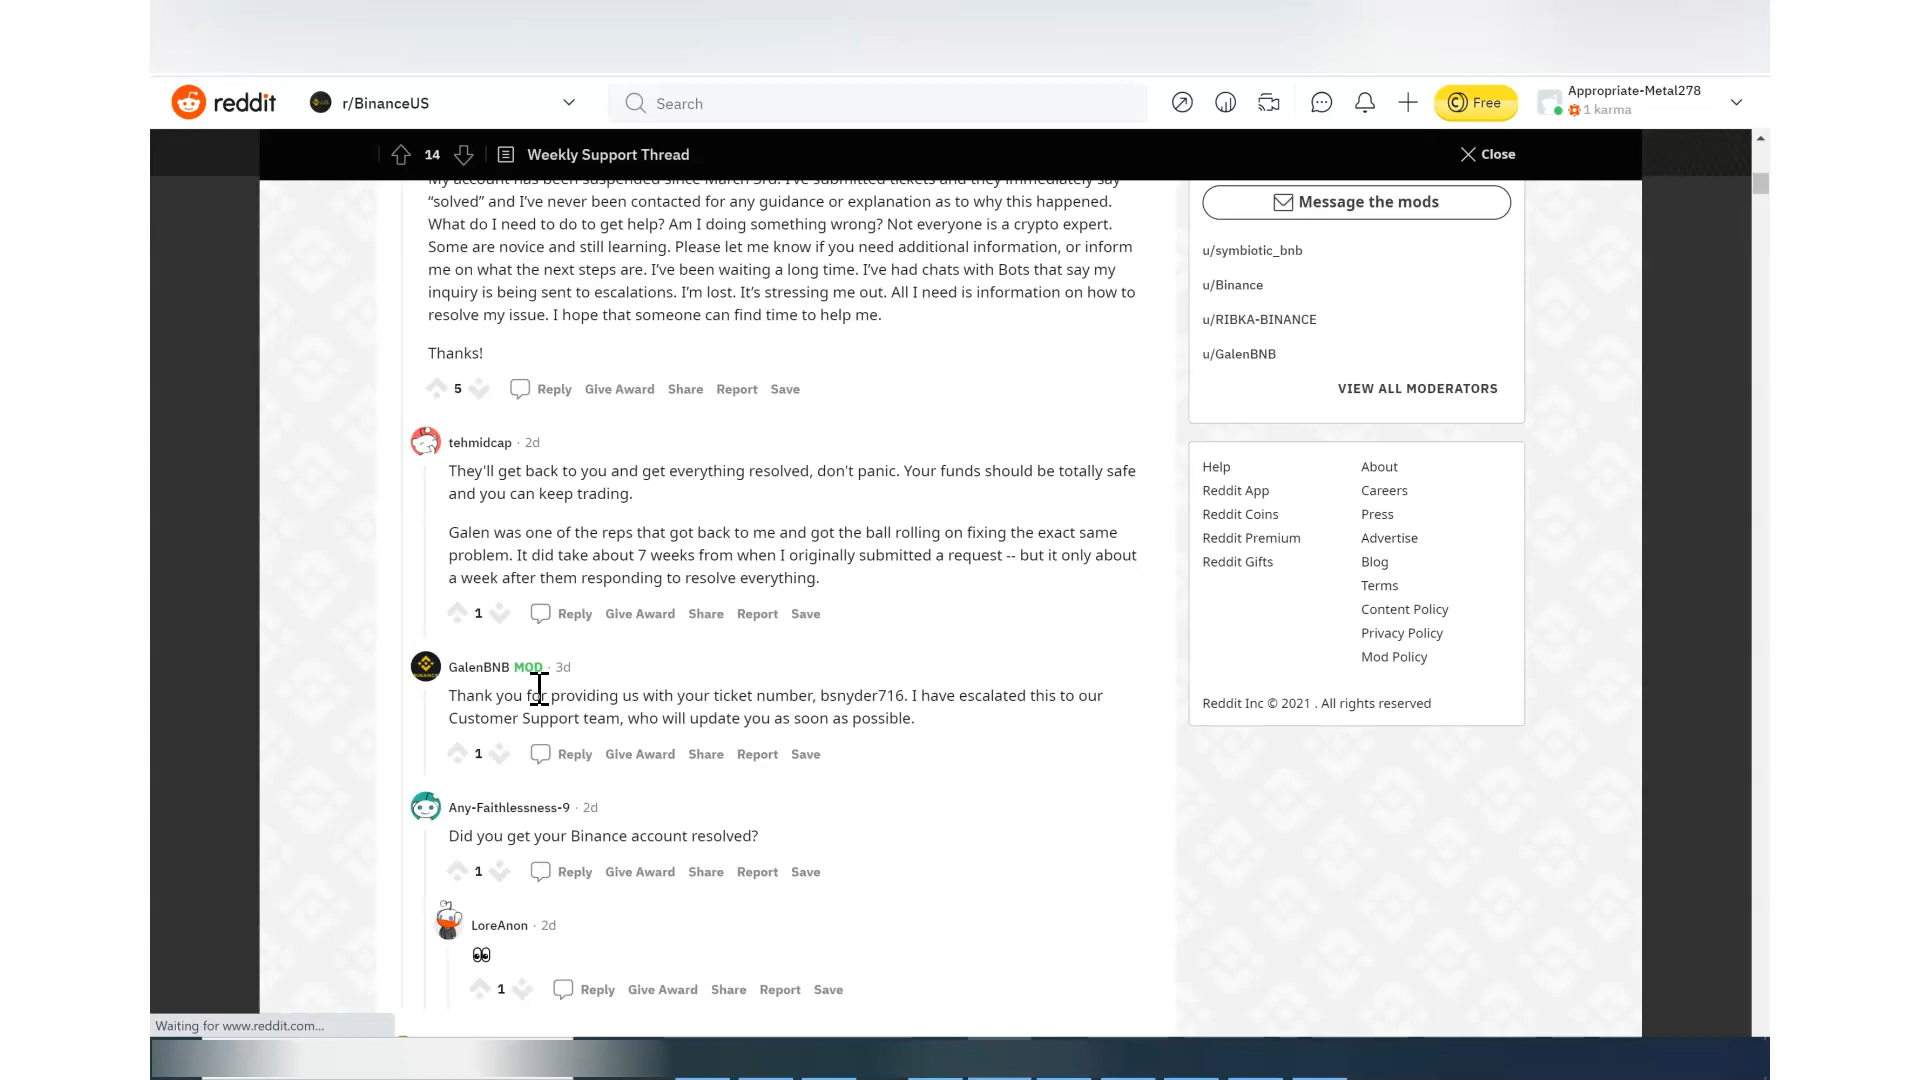 reddit
r/BinanceUS
Search
Free
Appropriate-Metal278
1 karma
14
Weekly Support Thread
Close
My account has been suspended since March 3rd. I've submitted tickets and they immediately say
“solved” and I’ve never been contacted for any guidance or explanation as to why this happened.
What do I need to do to get help? Am I doing something wrong? Not everyone is a crypto expert.
Some are novice and still learning. Please let me know if you need additional information, or inform
me on what the next steps are. I’ve been waiting a long time. I’ve had chats with Bots that say my
inquiry is being sent to escalations. I’m lost. It’s stressing me out. All I need is information on how to
resolve my issue. I hope that someone can find time to help me.
Thanks!
5 Reply Give Award Share Report Save
tehmidcap · 2d
They'll get back to you and get everything resolved, don't panic. Your funds should be totally safe
and you can keep trading.
Galen was one of the reps that got back to me and got the ball rolling on fixing the exact same
problem. It did take about 7 weeks from when I originally submitted a request -- but it only about
a week after them responding to resolve everything.
1 Reply Give Award Share Report Save
GalenBNB MOD · 3d
Thank you for providing us with your ticket number, bsnyder716. I have escalated this to our
Customer Support team, who will update you as soon as possible.
1 Reply Give Award Share Report Save
Any-Faithlessness-9 · 2d
Did you get your Binance account resolved?
1 Reply Give Award Share Report Save
LoreAnon · 2d
👀
1 Reply Give Award Share Report Save
Message the mods
u/symbiotic_bnb
u/Binance
u/RIBKA-BINANCE
u/GalenBNB
VIEW ALL MODERATORS
Help
Reddit App
Reddit Coins
Reddit Premium
Reddit Gifts
About
Careers
Press
Advertise
Blog
Terms
Content Policy
Privacy Policy
Mod Policy
Reddit Inc © 2021 . All rights reserved
Waiting for www.reddit.com...